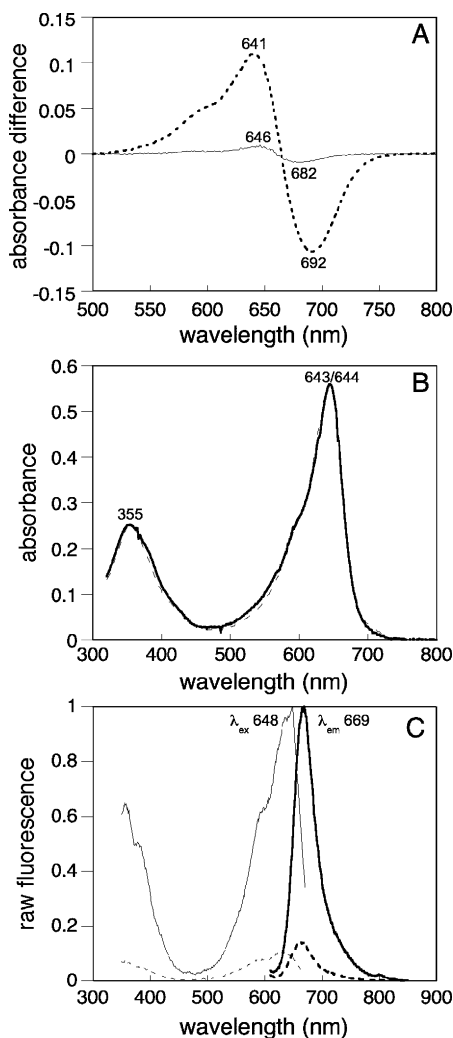 A
absorbance difference
0.15
0.1
0.05
0
-0.05
-0.1
-0.15
641
646
682
692
500 550 600 650 700 750 800
wavelength (nm)
B
absorbance
0.6
0.5
0.4
0.3
0.2
0.1
0
643/644
355
300 400 500 600 700 800
wavelength (nm)
C
raw fluorescence
1
0.8
0.6
0.4
0.2
0
λex 648 λem 669
300 400 500 600 700 800 900
wavelength (nm)